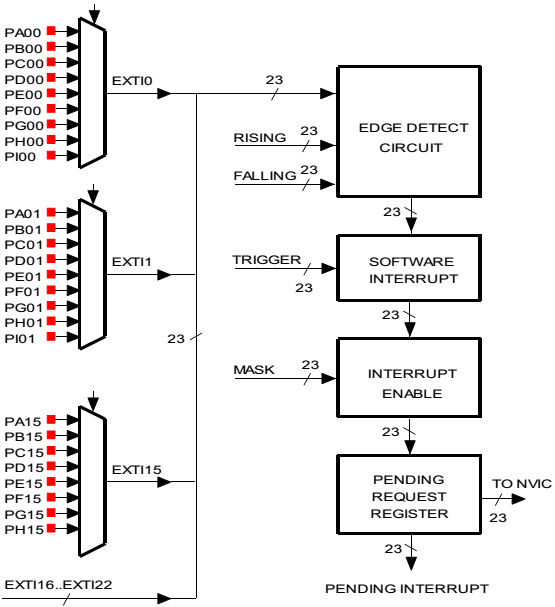 PA00
PB00
PC00
PD00
PE00
PF00
PG00
PH00
PI00
EXTI0
23
RISING 23
FALLING 23
EDGE DETECT
CIRCUIT
23
PA01
PB01
PC01
PD01
PE01
PF01
PG01
PH01
PI01
EXTI1
23
TRIGGER
23
SOFTWARE
INTERRUPT
23
MASK 23
INTERRUPT
ENABLE
23
PA15
PB15
PC15
PD15
PE15
PF15
PG15
PH15
EXTI15
PENDING
REQUEST
REGISTER
TO NVIC
23
23
EXTI16..EXTI22
PENDING INTERRUPT